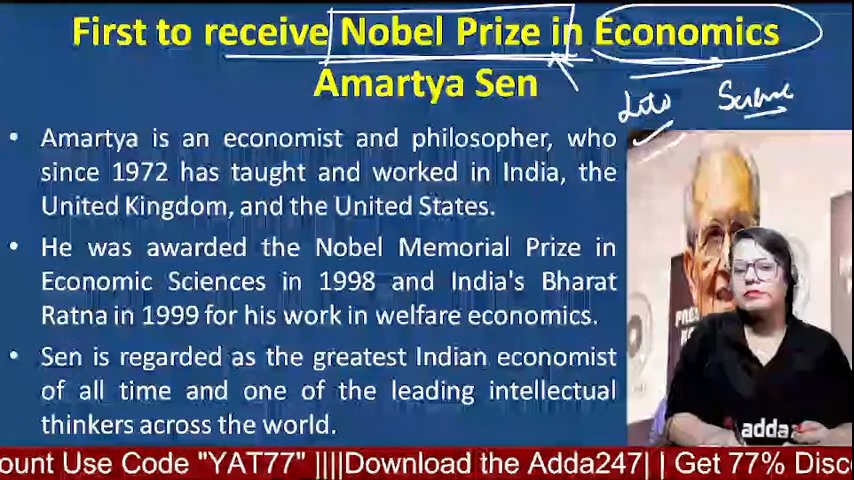 First to receive Nobel Prize in Economics
Amartya Sen
• Amartya is an economist and philosopher, who
since 1972 has taught and worked in India, the
United Kingdom, and the United States.
• He was awarded the Nobel Memorial Prize in
Economic Sciences in 1998 and India's Bharat
Ratna in 1999 for his work in welfare economics.
• Sen is regarded as the greatest Indian economist
of all time and one of the leading intellectual
thinkers across the world.
adda
ount Use Code "YAT77" ||||Download the Adda247| | Get 77% Disc